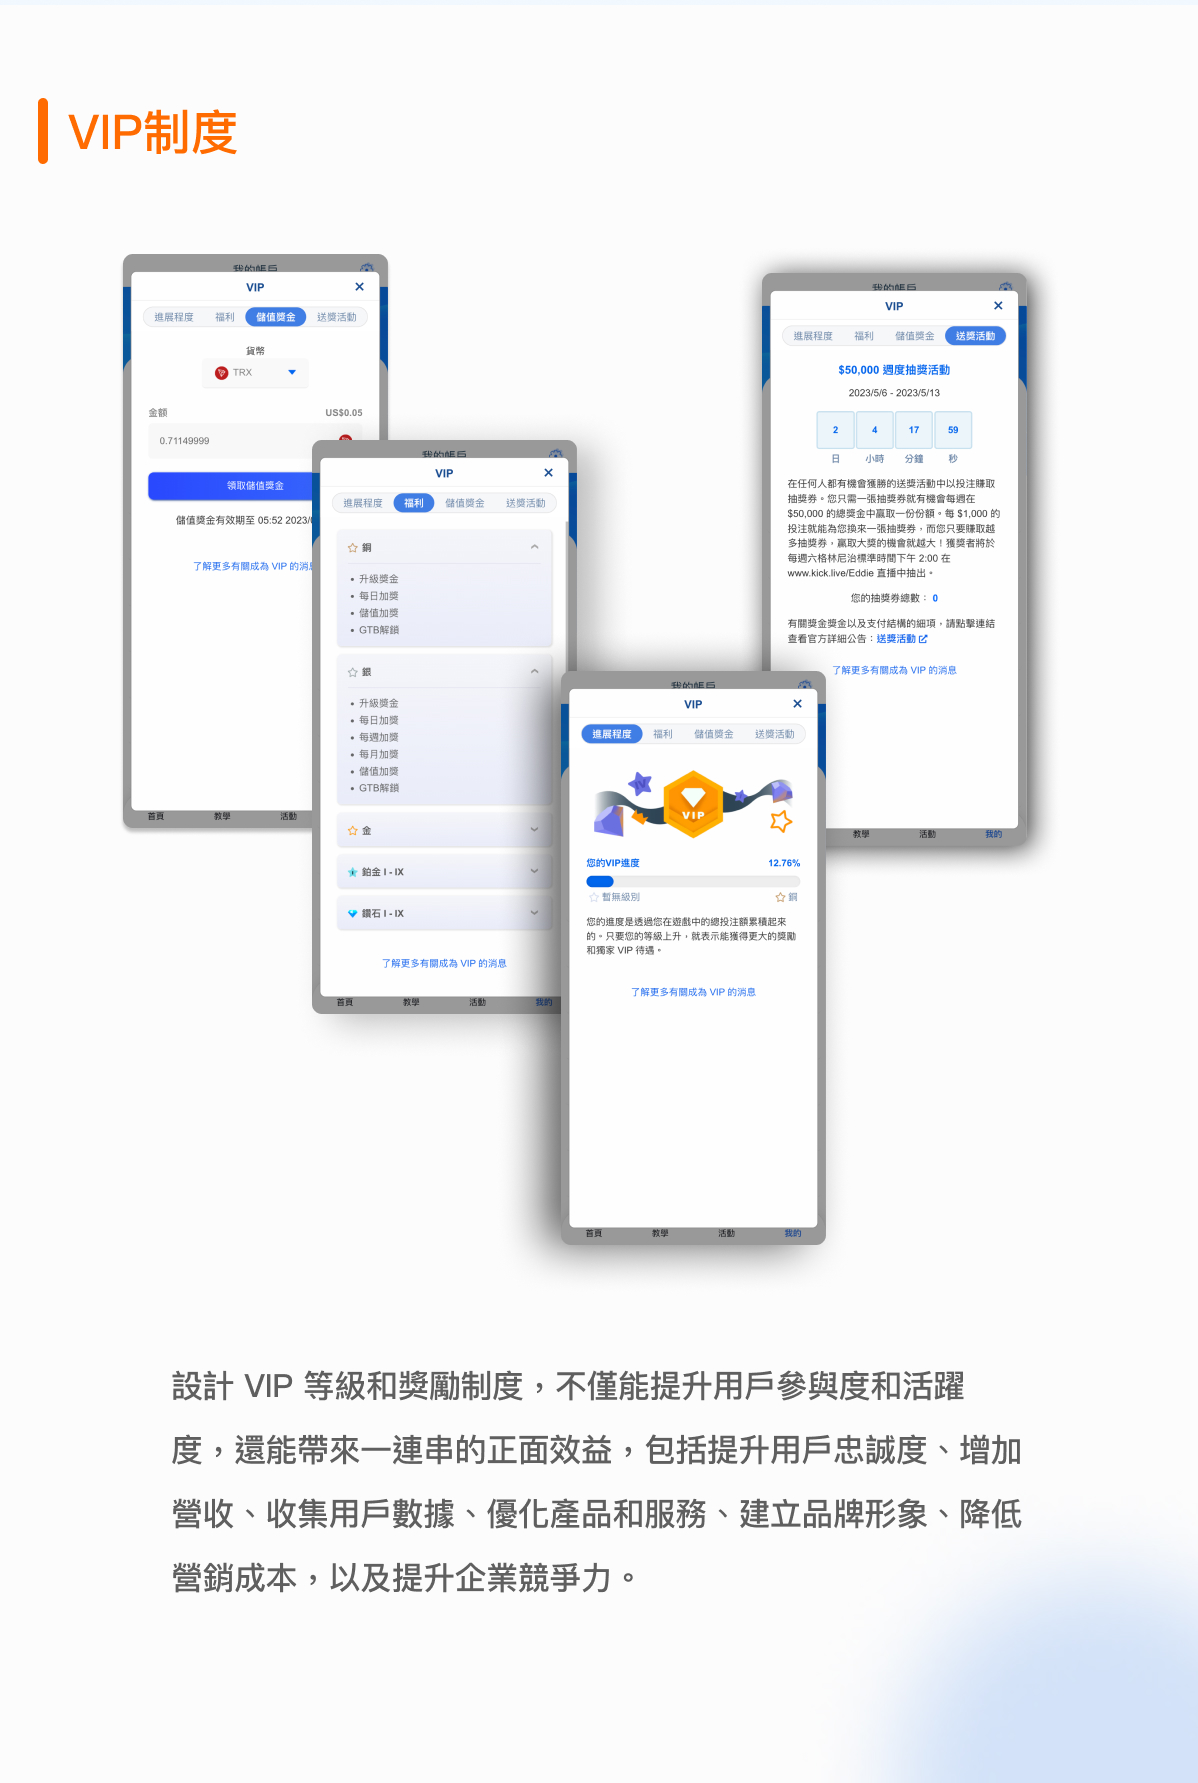 VIP制度
我的帳戶
VIP
進展程度 福利 儲值獎金 送獎活動
貨幣
TRX
金額 US$0.05
0.71149999
領取儲值獎金
儲值獎金有效期至 05:52 2023/
了解更多有關成為 VIP 的消息
首頁 教學 活動
我的帳戶
VIP
進展程度 福利 儲值獎金 送獎活動
銅
• 升級獎金
• 每日加獎
• 儲值加獎
• GTB解鎖
銀
• 升級獎金
• 每日加獎
• 每週加獎
• 每月加獎
• 儲值加獎
• GTB解鎖
金
鉑金 I - IX
鑽石 I - IX
了解更多有關成為 VIP 的消息
首頁 教學 活動 我的
我的帳戶
VIP
進展程度 福利 儲值獎金 送獎活動
VIP
您的VIP進度 12.76%
暫無級別 銅
您的進度是透過您在遊戲中的總投注額累積起來
的。只要您的等級上升，就表示能獲得更大的獎勵
和獨家 VIP 待遇。
了解更多有關成為 VIP 的消息
首頁 教學 活動 我的
我的帳戶
VIP
進展程度 福利 儲值獎金 送獎活動
$50,000 週度抽獎活動
2023/5/6 - 2023/5/13
2 4 17 59
日 小時 分鐘 秒
在任何人都有機會獲勝的送獎活動中以投注賺取
抽獎券。您只需一張抽獎券就有機會每週在
$50,000 的總獎金中贏取一份份額。每 $1,000 的
投注就能為您換來一張抽獎券，而您只要賺取越
多抽獎券，贏取大獎的機會就越大！獲獎者將於
每週六格林尼治標準時間下午 2:00 在
www.kick.live/Eddie 直播中抽出。
您的抽獎券總數： 0
有關獎金獎金以及支付結構的細項，請點擊連結
查看官方詳細公告：送獎活動
了解更多有關成為 VIP 的消息
教學 活動 我的
設計 VIP 等級和獎勵制度，不僅能提升用戶參與度和活躍
度，還能帶來一連串的正面效益，包括提升用戶忠誠度、增加
營收、收集用戶數據、優化產品和服務、建立品牌形象、降低
營銷成本，以及提升企業競爭力。